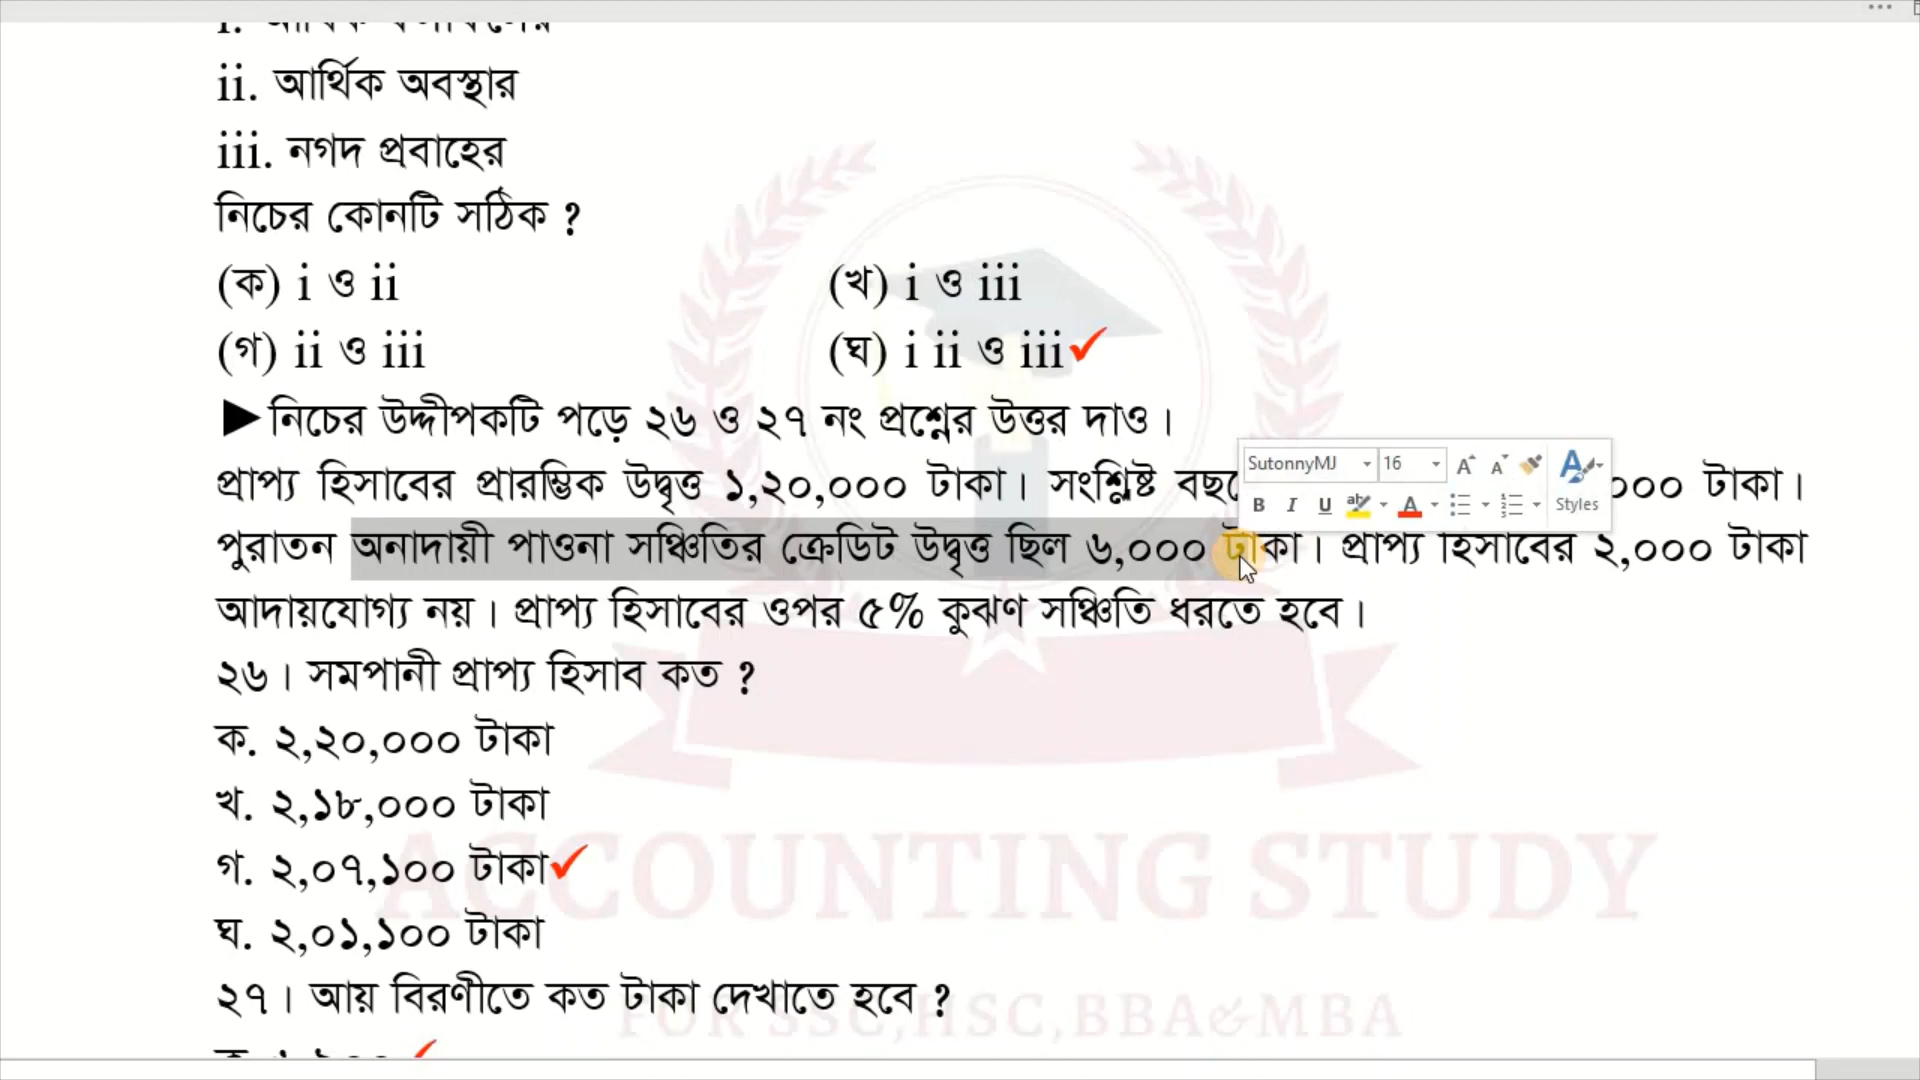 ii. আর্থিক অবস্থার
iii. নগদ প্রবাহের
নিচের কোনটি সঠিক ?
(ক) i ও ii (খ) i ও iii
(গ) ii ও iii (ঘ) i ii ও iii
►নিচের উদ্দীপকটি পড়ে ২৬ ও ২৭ নং প্রশ্নের উত্তর দাও।
প্রাপ্য হিসাবের প্রারম্ভিক উদ্বৃত্ত ১,২০,০০০ টাকা। সংশ্লিষ্ট টাকা।
SutonnyMJ 16
B I U Styles
পুরাতন অনাদায়ী পাওনা সঞ্চিতির ক্রেডিট উদ্বৃত্ত ছিল ৬,০০০ টাকা। প্রাপ্য হিসাবের ২,০০০ টাকা
আদায়যোগ্য নয়। প্রাপ্য হিসাবের ওপর ৫% কুঋণ সঞ্চিতি ধরতে হবে।
২৬। সমপানী প্রাপ্য হিসাব কত ?
ক. ২,২০,০০০ টাকা
খ. ২,১৮,০০০ টাকা
গ. ২,০৭,১০০ টাকা
ঘ. ২,০১,১০০ টাকা
ACCOUNTING STUDY
২৭। আয় বিরণীতে কত টাকা দেখাতে হবে ?
FOR SSC,HSC,BBA&MBA